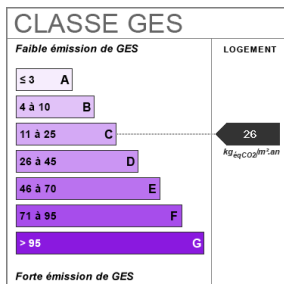 CLASSE GES
Faible émission de GES
LOGEMENT
≤ 3 A
4 à 10 B
11 à 25 C
26
kgéqCO2/m².an
26 à 45 D
46 à 70 E
71 à 95 F
> 95 G
Forte émission de GES